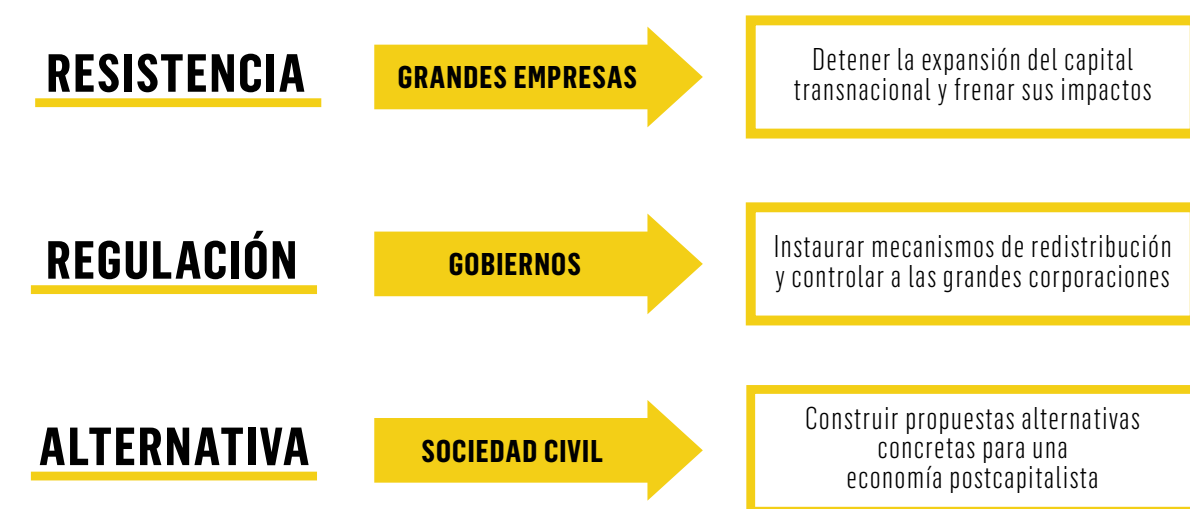 RESISTENCIA
GRANDES EMPRESAS
Detener la expansión del capital
transnacional y frenar sus impactos
REGULACIÓN
GOBIERNOS
Instaurar mecanismos de redistribución
y controlar a las grandes corporaciones
ALTERNATIVA
SOCIEDAD CIVIL
Construir propuestas alternativas
concretas para una
economía postcapitalista